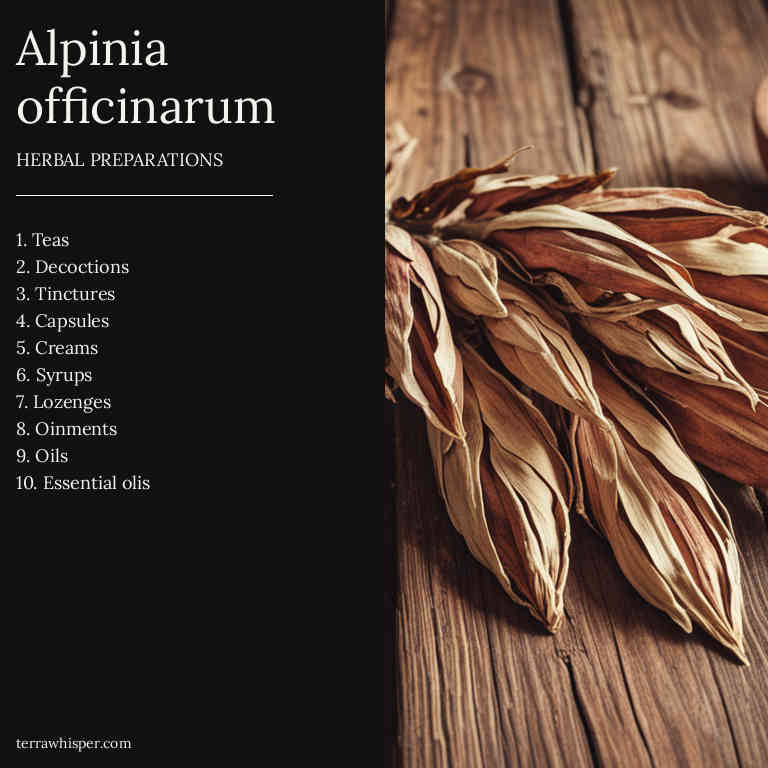 Alpinia
officinarum
HERBAL PREPARATIONS
1. Teas
2. Decoctions
3. Tinctures
4. Capsules
5. Creams
6. Syrups
7. Lozenges
8. Oinments
9. Oils
10. Essential olis
terrawhisper.com